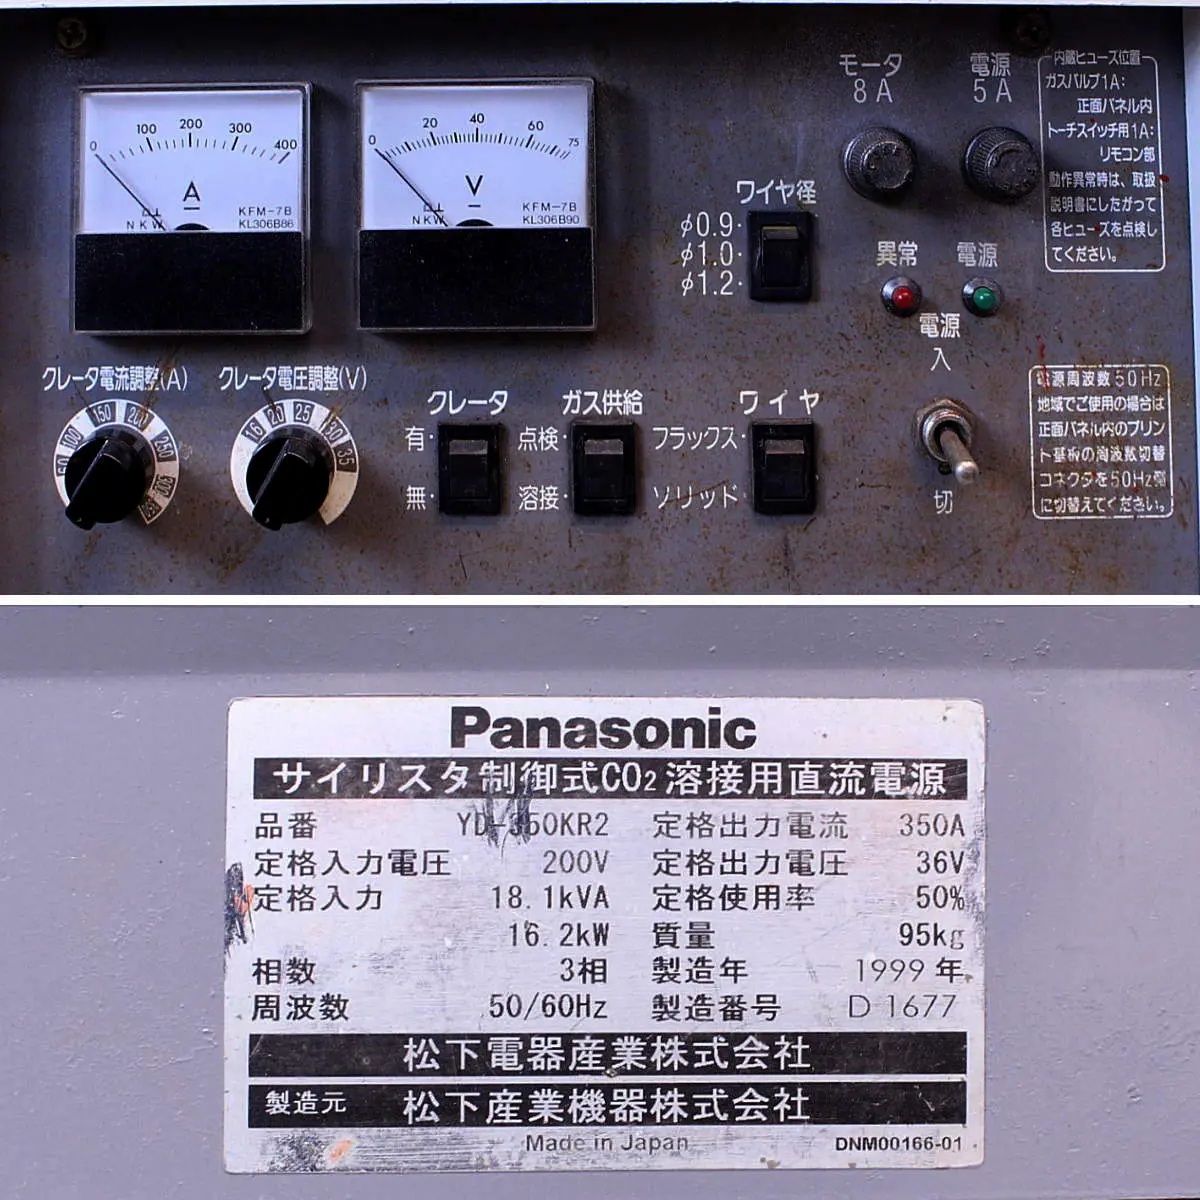 0 100 200 300 400
A
NKW
KFM-7B
KL306B86
0 20 40 60 75
V
NKW
KFM-7B
KL306B90
モータ
8A
電源
5A
内蔵ヒューズ位置
ガスバルブ1A:
正面パネル内
トーチスイッチ用1A:
リモコン部
動作異常時は、取扱
説明書にしたがって
各ヒューズを点検し
てください。
ワイヤ径
φ0.9
φ1.0
φ1.2
異常
電源
電源
入
切
クレータ電流調整(A)
50 100 150 200 250 300 350
クレータ電圧調整(V)
16 20 25 30 35
クレータ
有
無
ガス供給
点検
溶接
ワイヤ
フラックス
ソリッド
電源周波数50Hz
地域でご使用の場合は
正面パネル内のプリン
ト基板の周波数切替
コネクタを50Hz側
に切替えてください。
Panasonic
サイリスタ制御式CO2溶接用直流電源
品番 YD-350KR2 定格出力電流 350A
定格入力電圧 200V 定格出力電圧 36V
定格入力 18.1kVA 定格使用率 50%
16.2kW 質量 95kg
相数 3相 製造年 1999年
周波数 50/60Hz 製造番号 D 1677
松下電器産業株式会社
製造元 松下産業機器株式会社
Made in Japan DNM00166-01